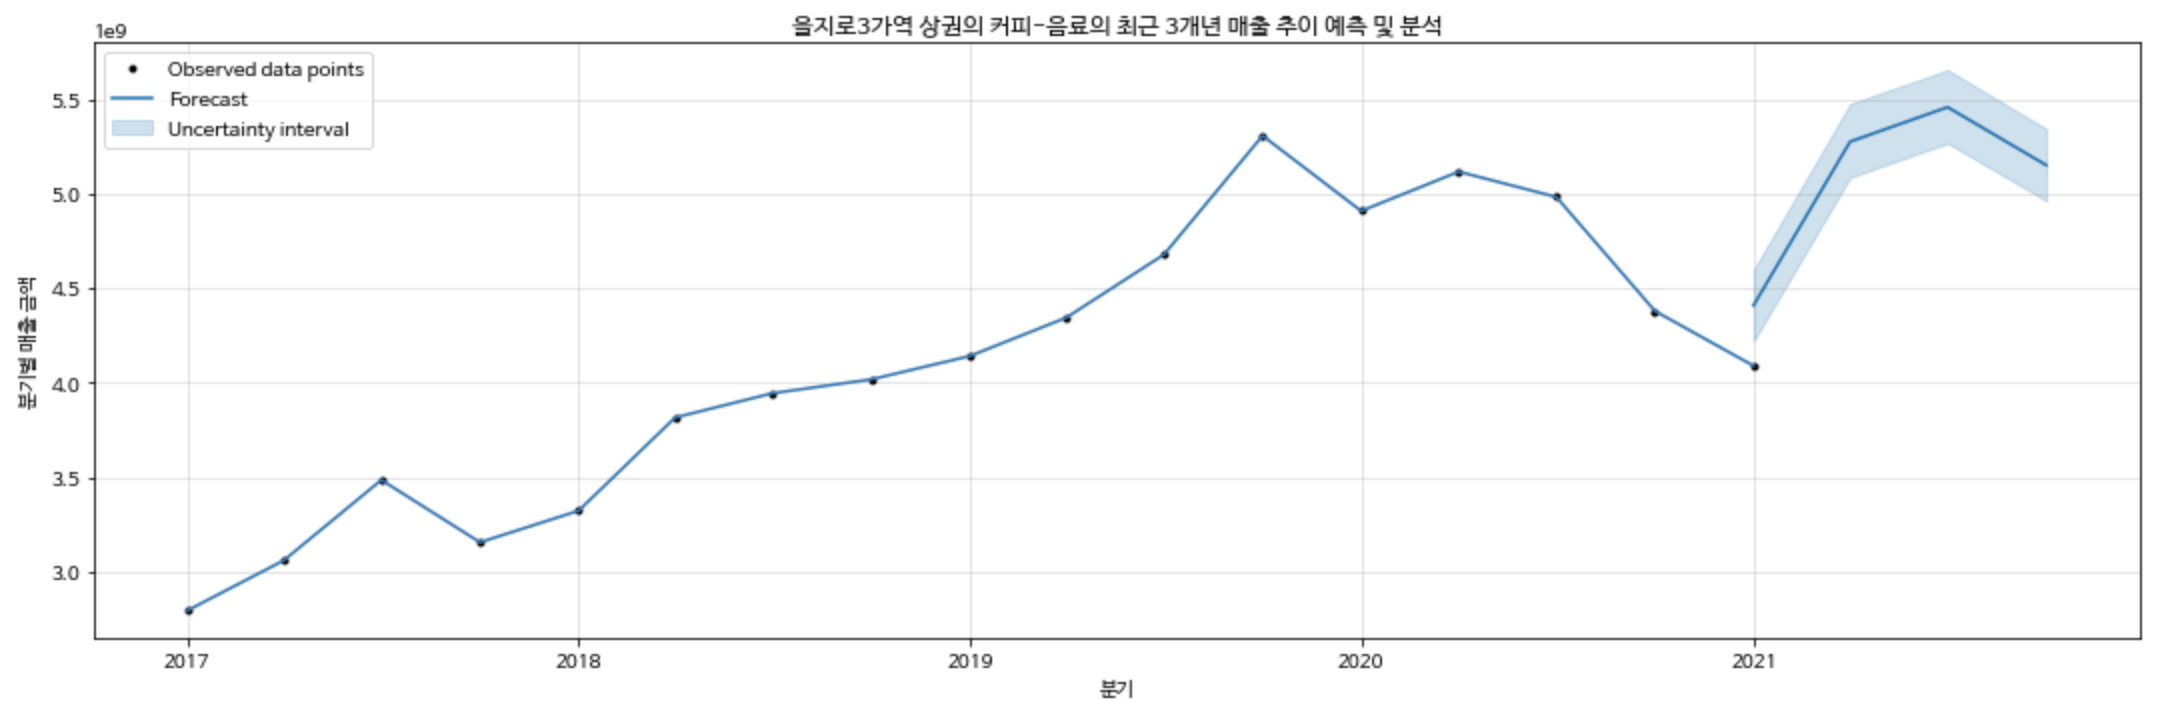 을지로3가역 상권의 커피-음료의 최근 3개년 매출 추이 예측 및 분석
1e9
Observed data points
Forecast
Uncertainty interval
5.5
5.0
4.5
4.0
3.5
3.0
분기별 매출 금액
2017 2018 2019 2020 2021
분기